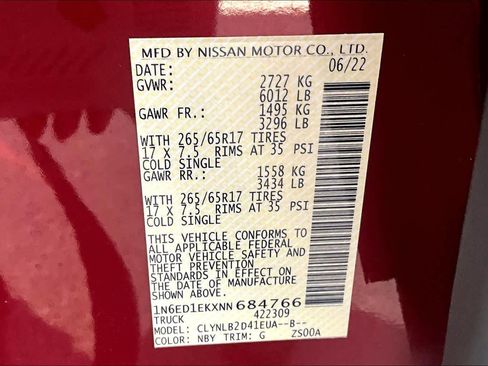 MFD BY NISSAN MOTOR CO., LTD.
DATE: 06/22
GVWR: 2727 KG
6012 LB
GAWR FR.: 1495 KG
3296 LB
WITH 265/65R17 TIRES
17 X 7.5 RIMS AT 35 PSI
COLD SINGLE
GAWR RR.: 1558 KG
3434 LB
WITH 265/65R17 TIRES
17 X 7.5 RIMS AT 35 PSI
COLD SINGLE
THIS VEHICLE CONFORMS TO
ALL APPLICABLE FEDERAL
MOTOR VEHICLE SAFETY AND
THEFT PREVENTION
STANDARDS IN EFFECT ON
THE DATE OF MANUFACTURE
SHOWN ABOVE.
1N6ED1EKXNN684766
TRUCK 422309
MODEL: CLYNLB2D41EUA--B--
COLOR: NBY TRIM: G ZS00A